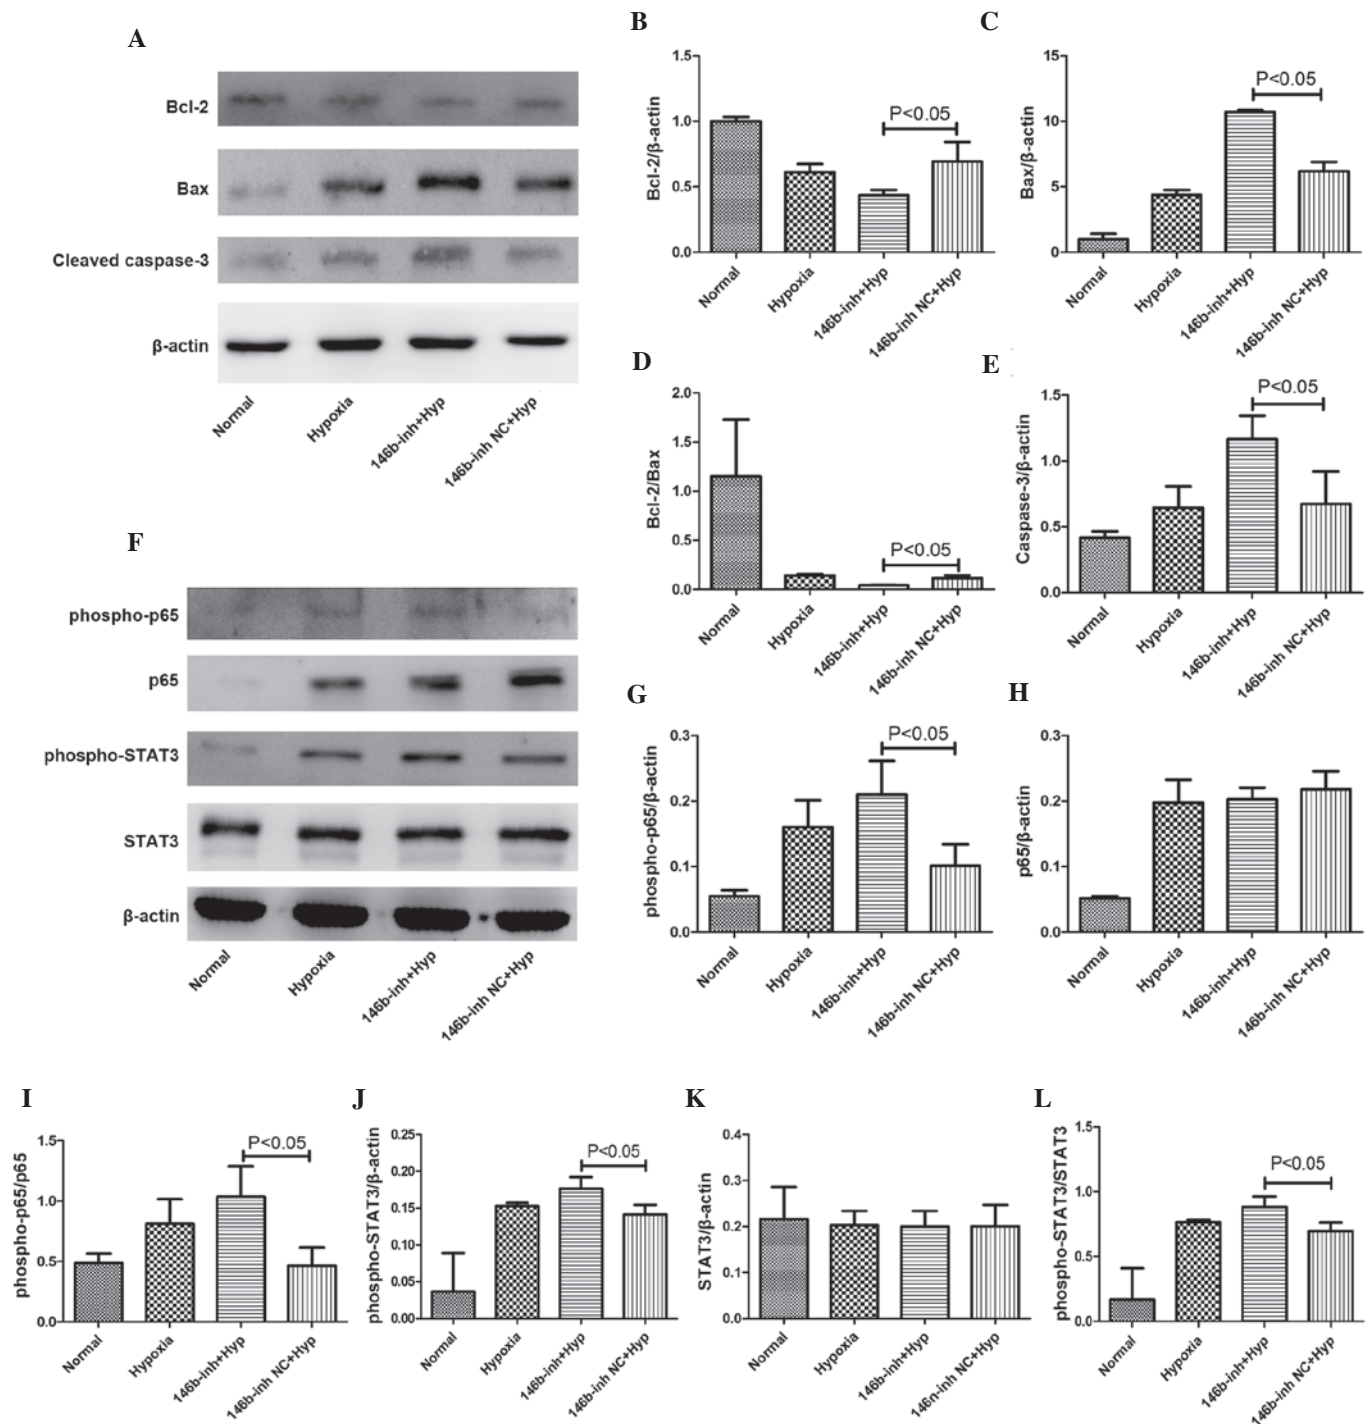 A
Bcl-2
Bax
Cleaved caspase-3
β-actin
Normal
Hypoxia
146b-inh+Hyp
146b-inh NC+Hyp
B
Bcl-2/β-actin
1.5
1.0
0.5
0.0
P<0.05
Normal
Hypoxia
146b-inh+Hyp
146b-inh NC+Hyp
C
Bax/β-actin
15
10
5
0
P<0.05
Normal
Hypoxia
146b-inh+Hyp
146b-inh NC+Hyp
D
Bcl-2/Bax
2.0
1.5
1.0
0.5
0.0
P<0.05
Normal
Hypoxia
146b-inh+Hyp
146b-inh NC+Hyp
E
Caspase-3/β-actin
1.5
1.0
0.5
0.0
P<0.05
Normal
Hypoxia
146b-inh+Hyp
146b-inh NC+Hyp
F
phospho-p65
p65
phospho-STAT3
STAT3
β-actin
Normal
Hypoxia
146b-inh+Hyp
146b-inh NC+Hyp
G
phospho-p65/β-actin
0.3
0.2
0.1
0.0
P<0.05
Normal
Hypoxia
146b-inh+Hyp
146b-inh NC+Hyp
H
p65/β-actin
0.3
0.2
0.1
0.0
Normal
Hypoxia
146b-inh+Hyp
146b-inh NC+Hyp
I
phospho-p65/p65
1.5
1.0
0.5
0.0
P<0.05
Normal
Hypoxia
146b-inh+Hyp
146b-inh NC+Hyp
J
phospho-STAT3/β-actin
0.25
0.20
0.15
0.10
0.05
0.00
P<0.05
Normal
Hypoxia
146b-inh+Hyp
146b-inh NC+Hyp
K
STAT3/β-actin
0.4
0.3
0.2
0.1
0.0
Normal
Hypoxia
146b-inh+Hyp
146n-inh NC+Hyp
L
phospho-STAT3/STAT3
1.5
1.0
0.5
0.0
P<0.05
Normal
Hypoxia
146b-inh+Hyp
146b-inh NC+Hyp